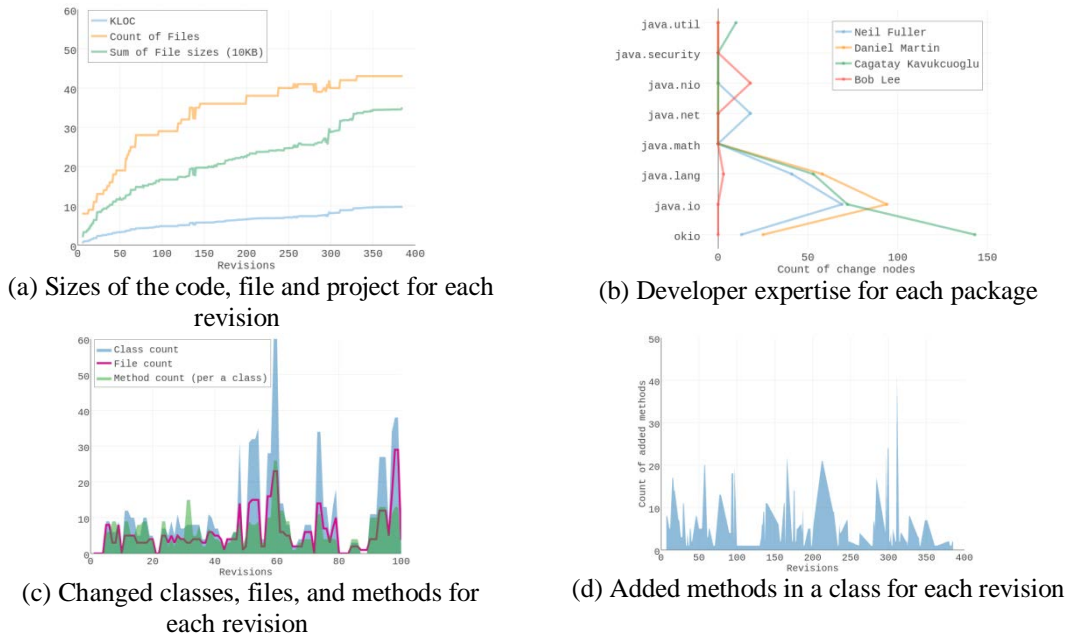 60
50
40
30
20
10
0
KLOC
Count of Files
Sum of File sizes (10KB)
0 50 100 150 200 250 300 350 400
Revisions
(a) Sizes of the code, file and project for each
revision
java.util
java.security
java.nio
java.net
java.math
java.lang
java.io
okio
Neil Fuller
Daniel Martin
Cagatay Kavukcuoglu
Bob Lee
0 50 100 150
Count of change nodes
(b) Developer expertise for each package
60
50
40
30
20
10
0
Class count
File count
Method count (per a class)
0 20 40 60 80 100
Revisions
(c) Changed classes, files, and methods for
each revision
50
40
30
20
10
0
Count of added methods
0 50 100 150 200 250 300 350 400
Revisions
(d) Added methods in a class for each revision